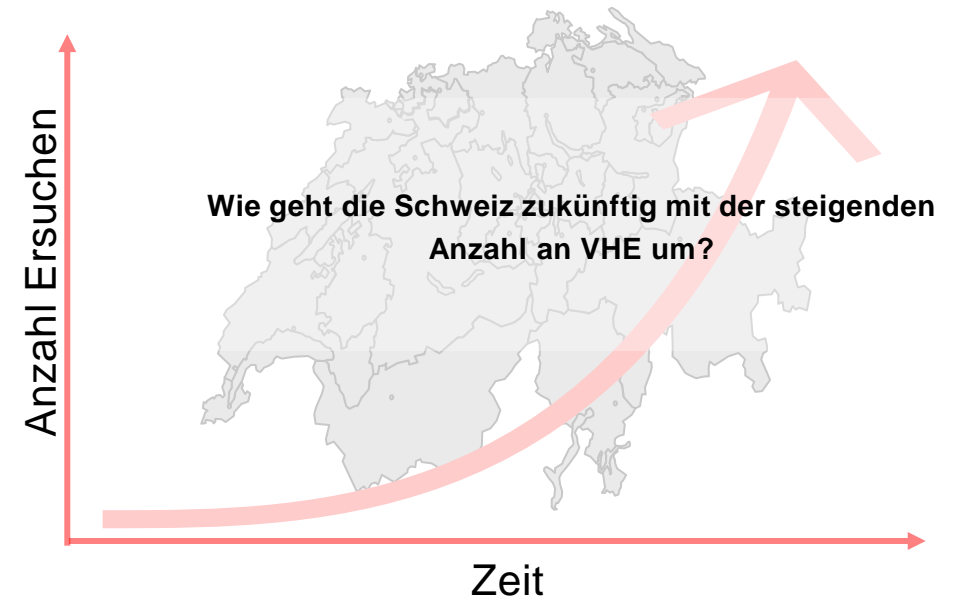 Anzahl Ersuchen
Wie geht die Schweiz zukünftig mit der steigenden
Anzahl an VHE um?
Zeit